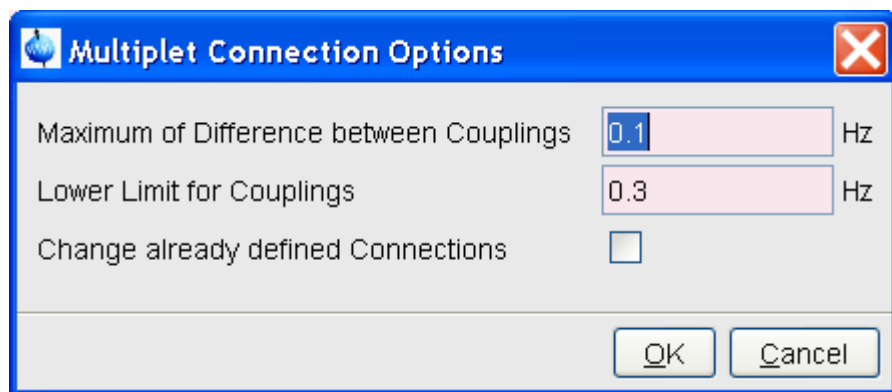 Multiplet Connection Options
Maximum of Difference between Couplings 0.1 Hz
Lower Limit for Couplings 0.3 Hz
Change already defined Connections
OK Cancel